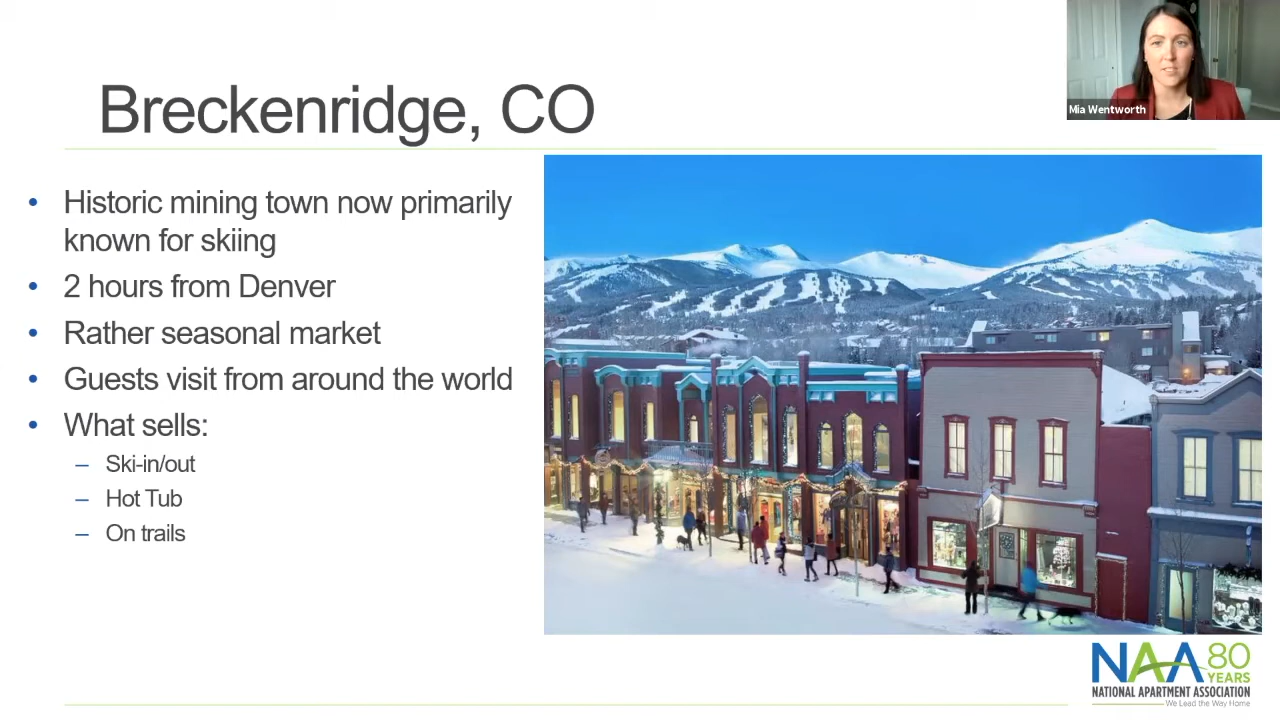 Mia Wentworth
Breckenridge, CO
• Historic mining town now primarily
known for skiing
• 2 hours from Denver
• Rather seasonal market
• Guests visit from around the world
• What sells:
– Ski-in/out
– Hot Tub
– On trails
NAA 80
YEARS
NATIONAL APARTMENT ASSOCIATION
We Lead the Way Home